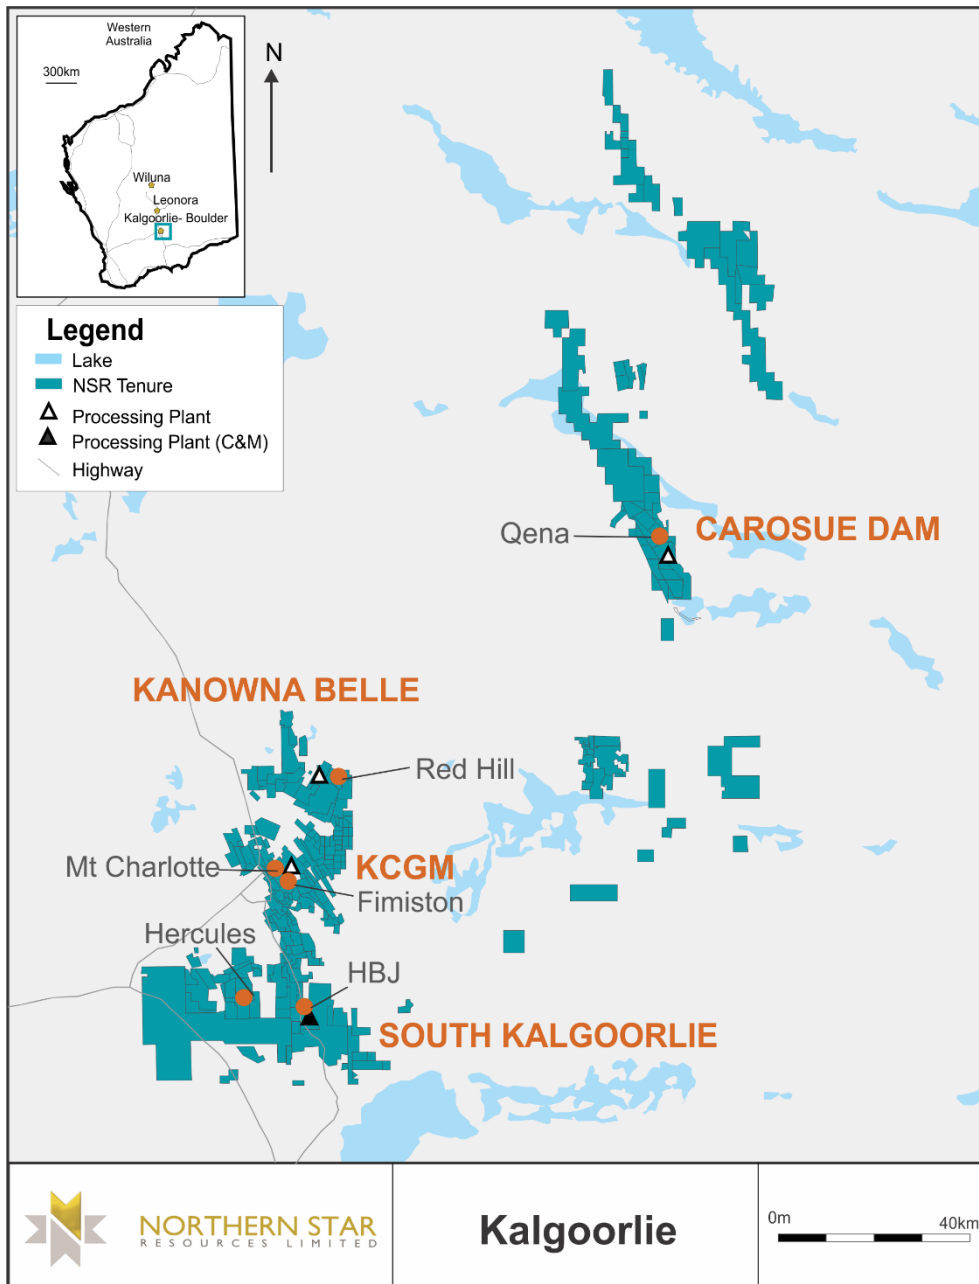 Western
Australia
300km
N
Wiluna
Leonora
Kalgoorlie- Boulder
Legend
Lake
NSR Tenure
Processing Plant
Processing Plant (C&M)
Highway
Qena
CAROSUE DAM
KANOWNA BELLE
Red Hill
Mt Charlotte
KCGM
Fimiston
Hercules
HBJ
SOUTH KALGOORLIE
NORTHERN STAR
RESOURCES LIMITED
Kalgoorlie
0m 40km